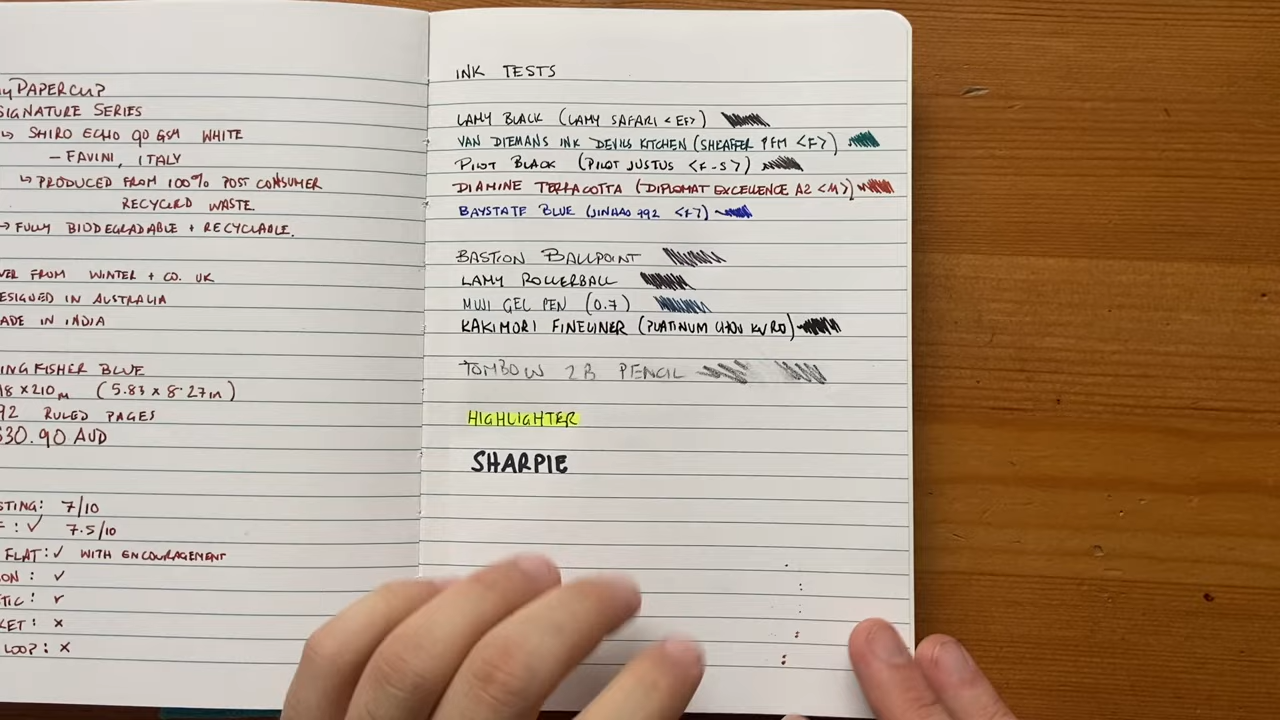 PAPERCUP
SIGNATURE SERIES
↳ SHIRO ECHO 90 GSM WHITE
– FAVINI, ITALY
↳ PRODUCED FROM 100% POST CONSUMER
RECYCLED WASTE.
→ FULLY BIODEGRADABLE + RECYCLABLE.
FROM WINTER + CO. UK
DESIGNED IN AUSTRALIA
MADE IN INDIA
KINGFISHER BLUE
148 X 210 (5.83 x 8.27in)
RULED PAGES
$30.90 AUD
7/10
: ✓ 7.5/10
FLAT: ✓ WITH ENCOURAGEMENT
: ✓
: ✓
: ×
LOOP: ×
INK TESTS
LAMY BLACK (LAMY SAFARI <EF>)
VAN DIEMANS INK DEVILS KITCHEN (SHEAFFER PFM <F>)
PILOT BLACK (PILOT JUSTUS <F-S>)
DIAMINE TERRACOTTA (DIPLOMAT EXCELLENCE A2 <M>)
BAYSTATE BLUE (JINHAO 992 <F>)
BASTION BALLPOINT
LAMY ROLLERBALL
MUJI GEL PEN (0.7)
KAKIMORI FINELINER (PLATINUM)
TOMBOW 2B PENCIL
HIGHLIGHTER
SHARPIE